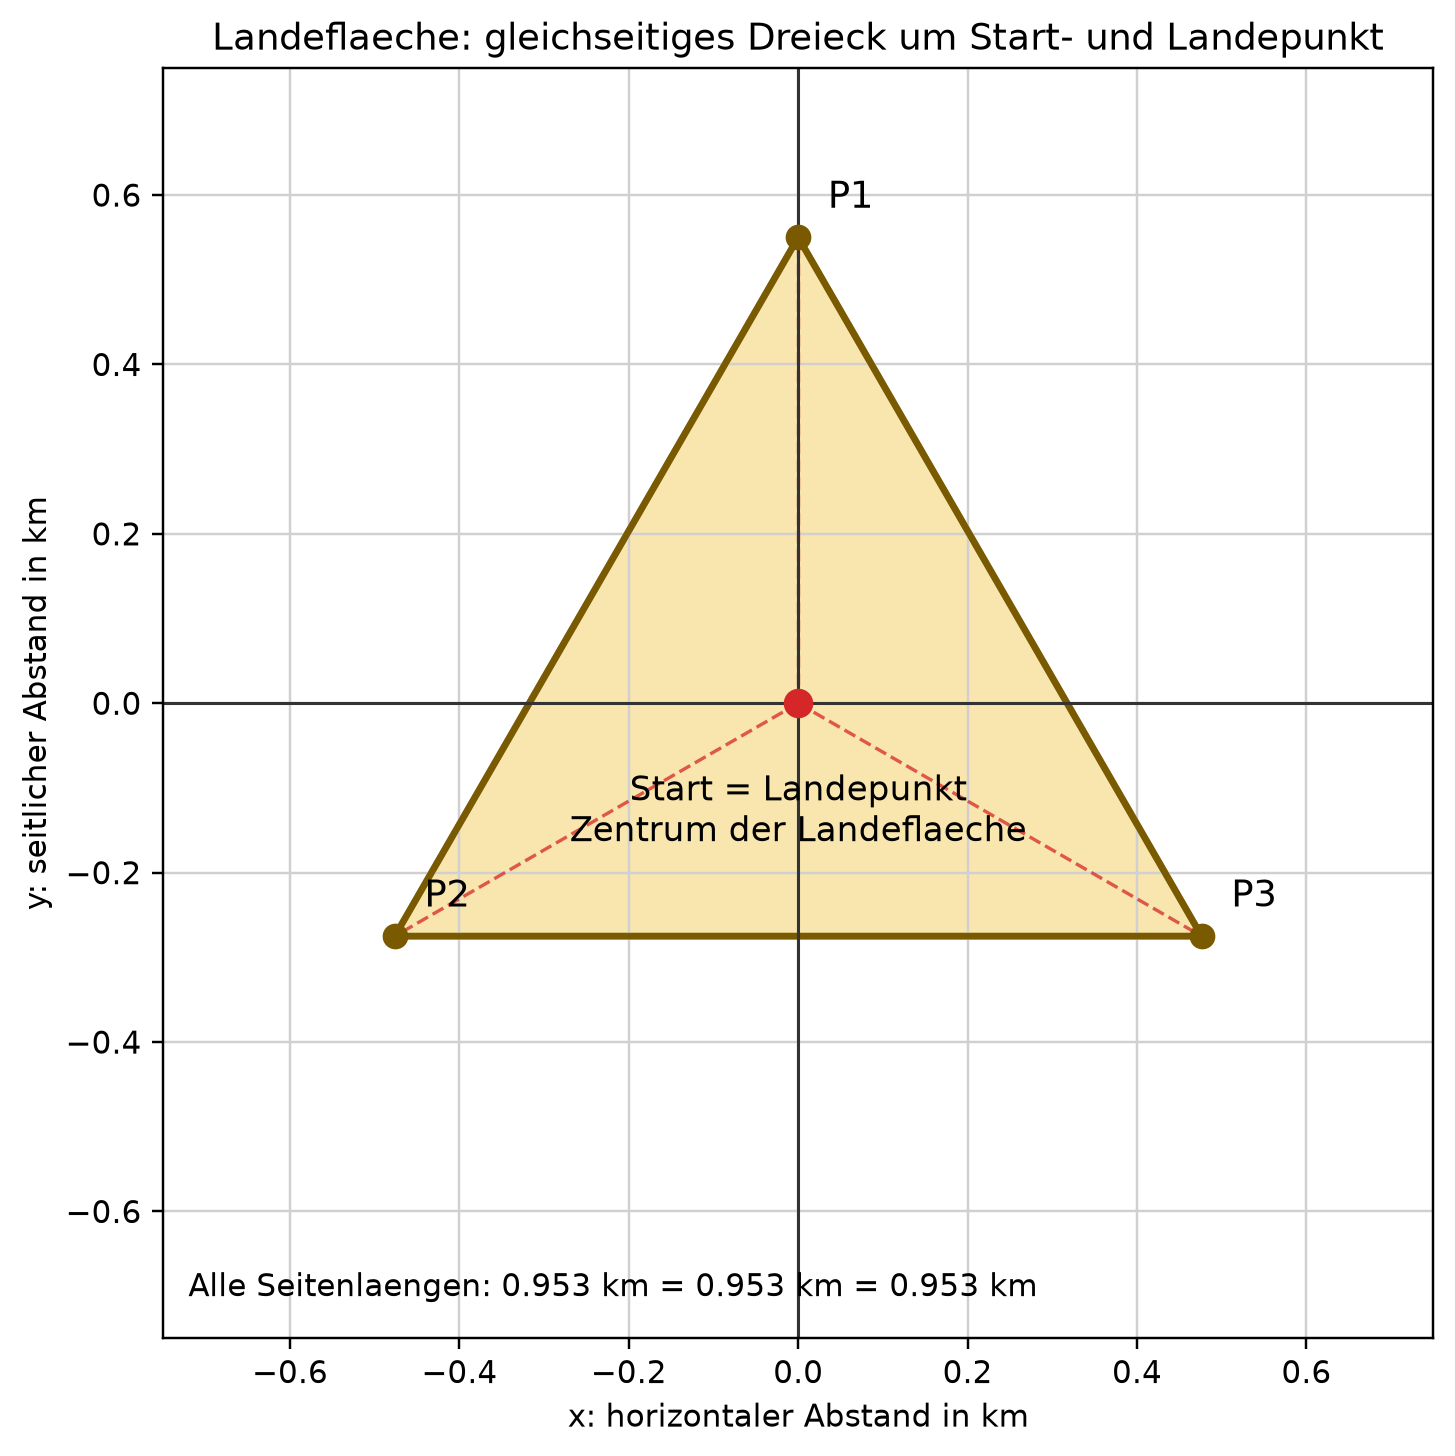 Landeflaeche: gleichseitiges Dreieck um Start- und Landepunkt
y: seitlicher Abstand in km
0.6
0.4
0.2
0.0
−0.2
−0.4
−0.6
P1
Start = Landepunkt
Zentrum der Landeflaeche
P2
P3
Alle Seitenlaengen: 0.953 km = 0.953 km = 0.953 km
−0.6
−0.4
−0.2
0.0
0.2
0.4
0.6
x: horizontaler Abstand in km